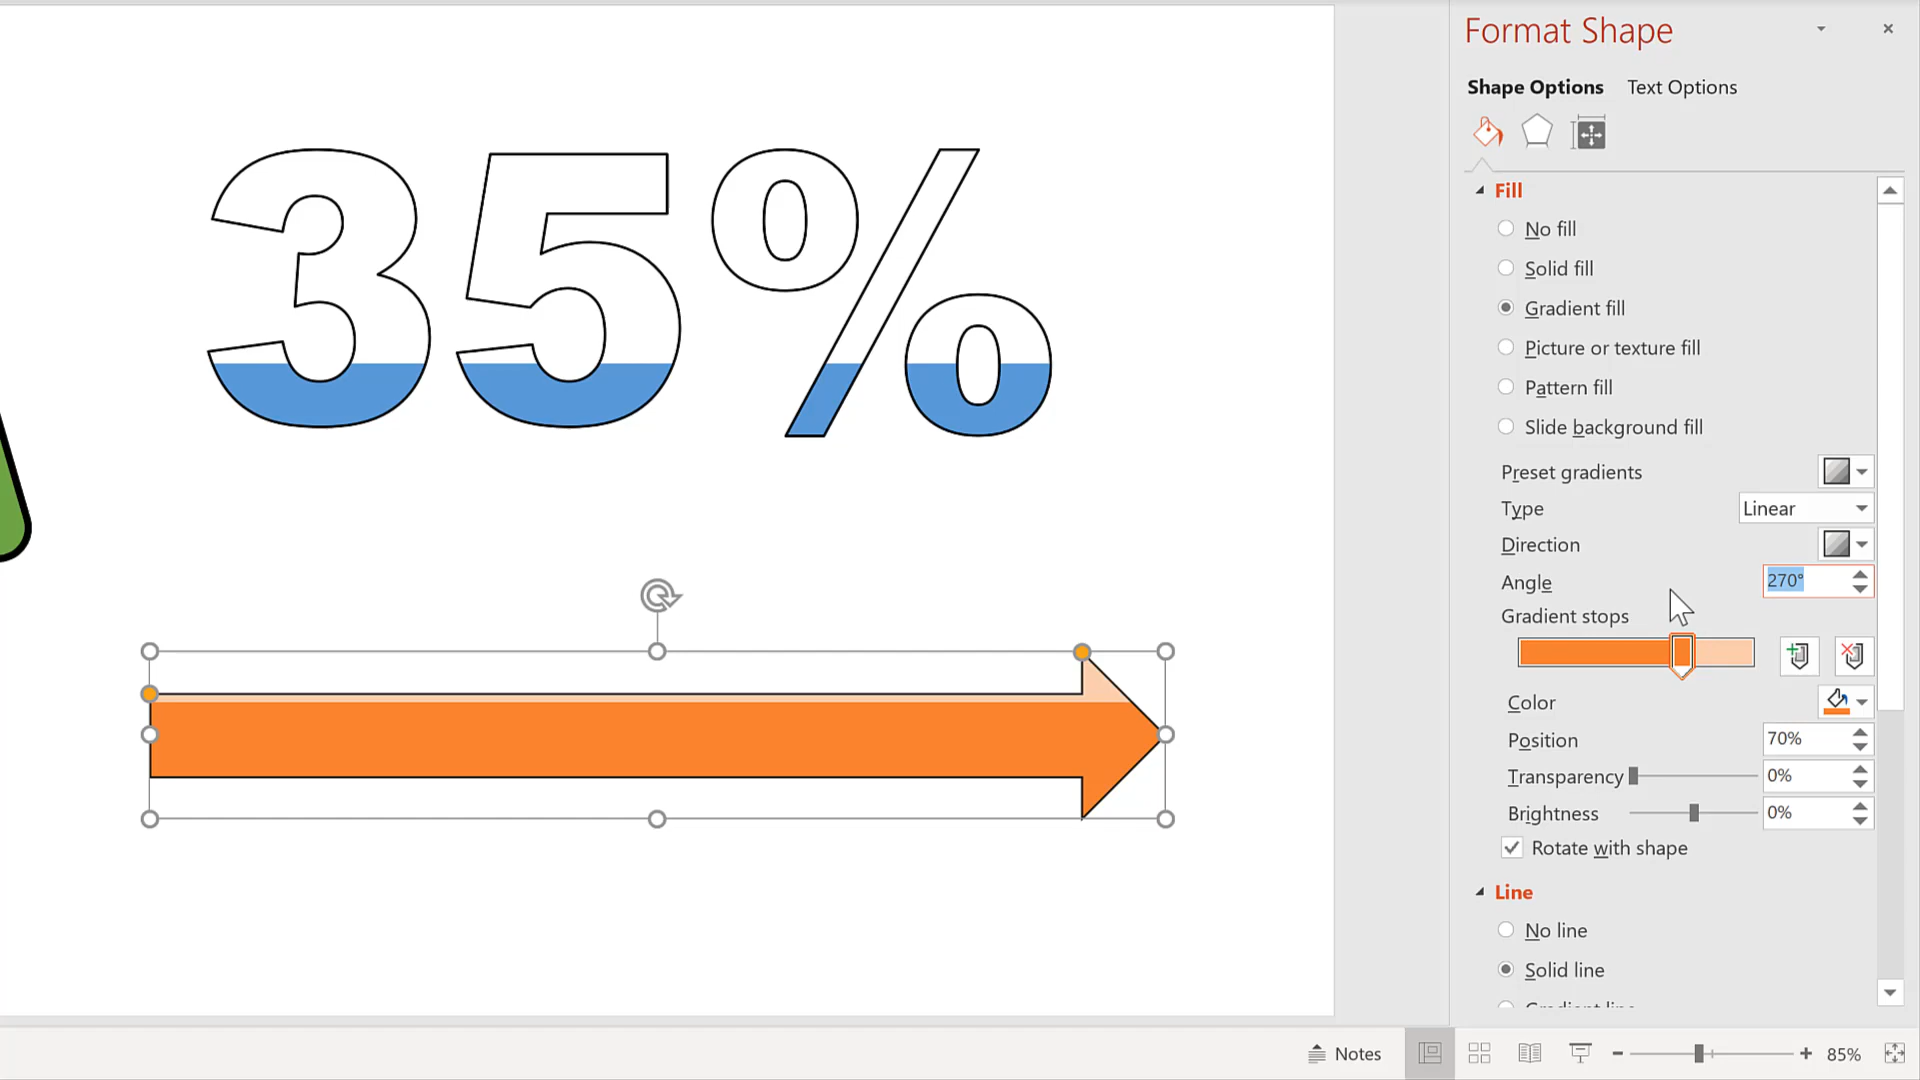 Format Shape
Shape Options Text Options
35%
Fill
No fill
Solid fill
Gradient fill
Picture or texture fill
Pattern fill
Slide background fill
Preset gradients
Type Linear
Direction
Angle 270°
Gradient stops
Color
Position 70%
Transparency 0%
Brightness 0%
Rotate with shape
Line
No line
Solid line
Gradient line
Notes 85%